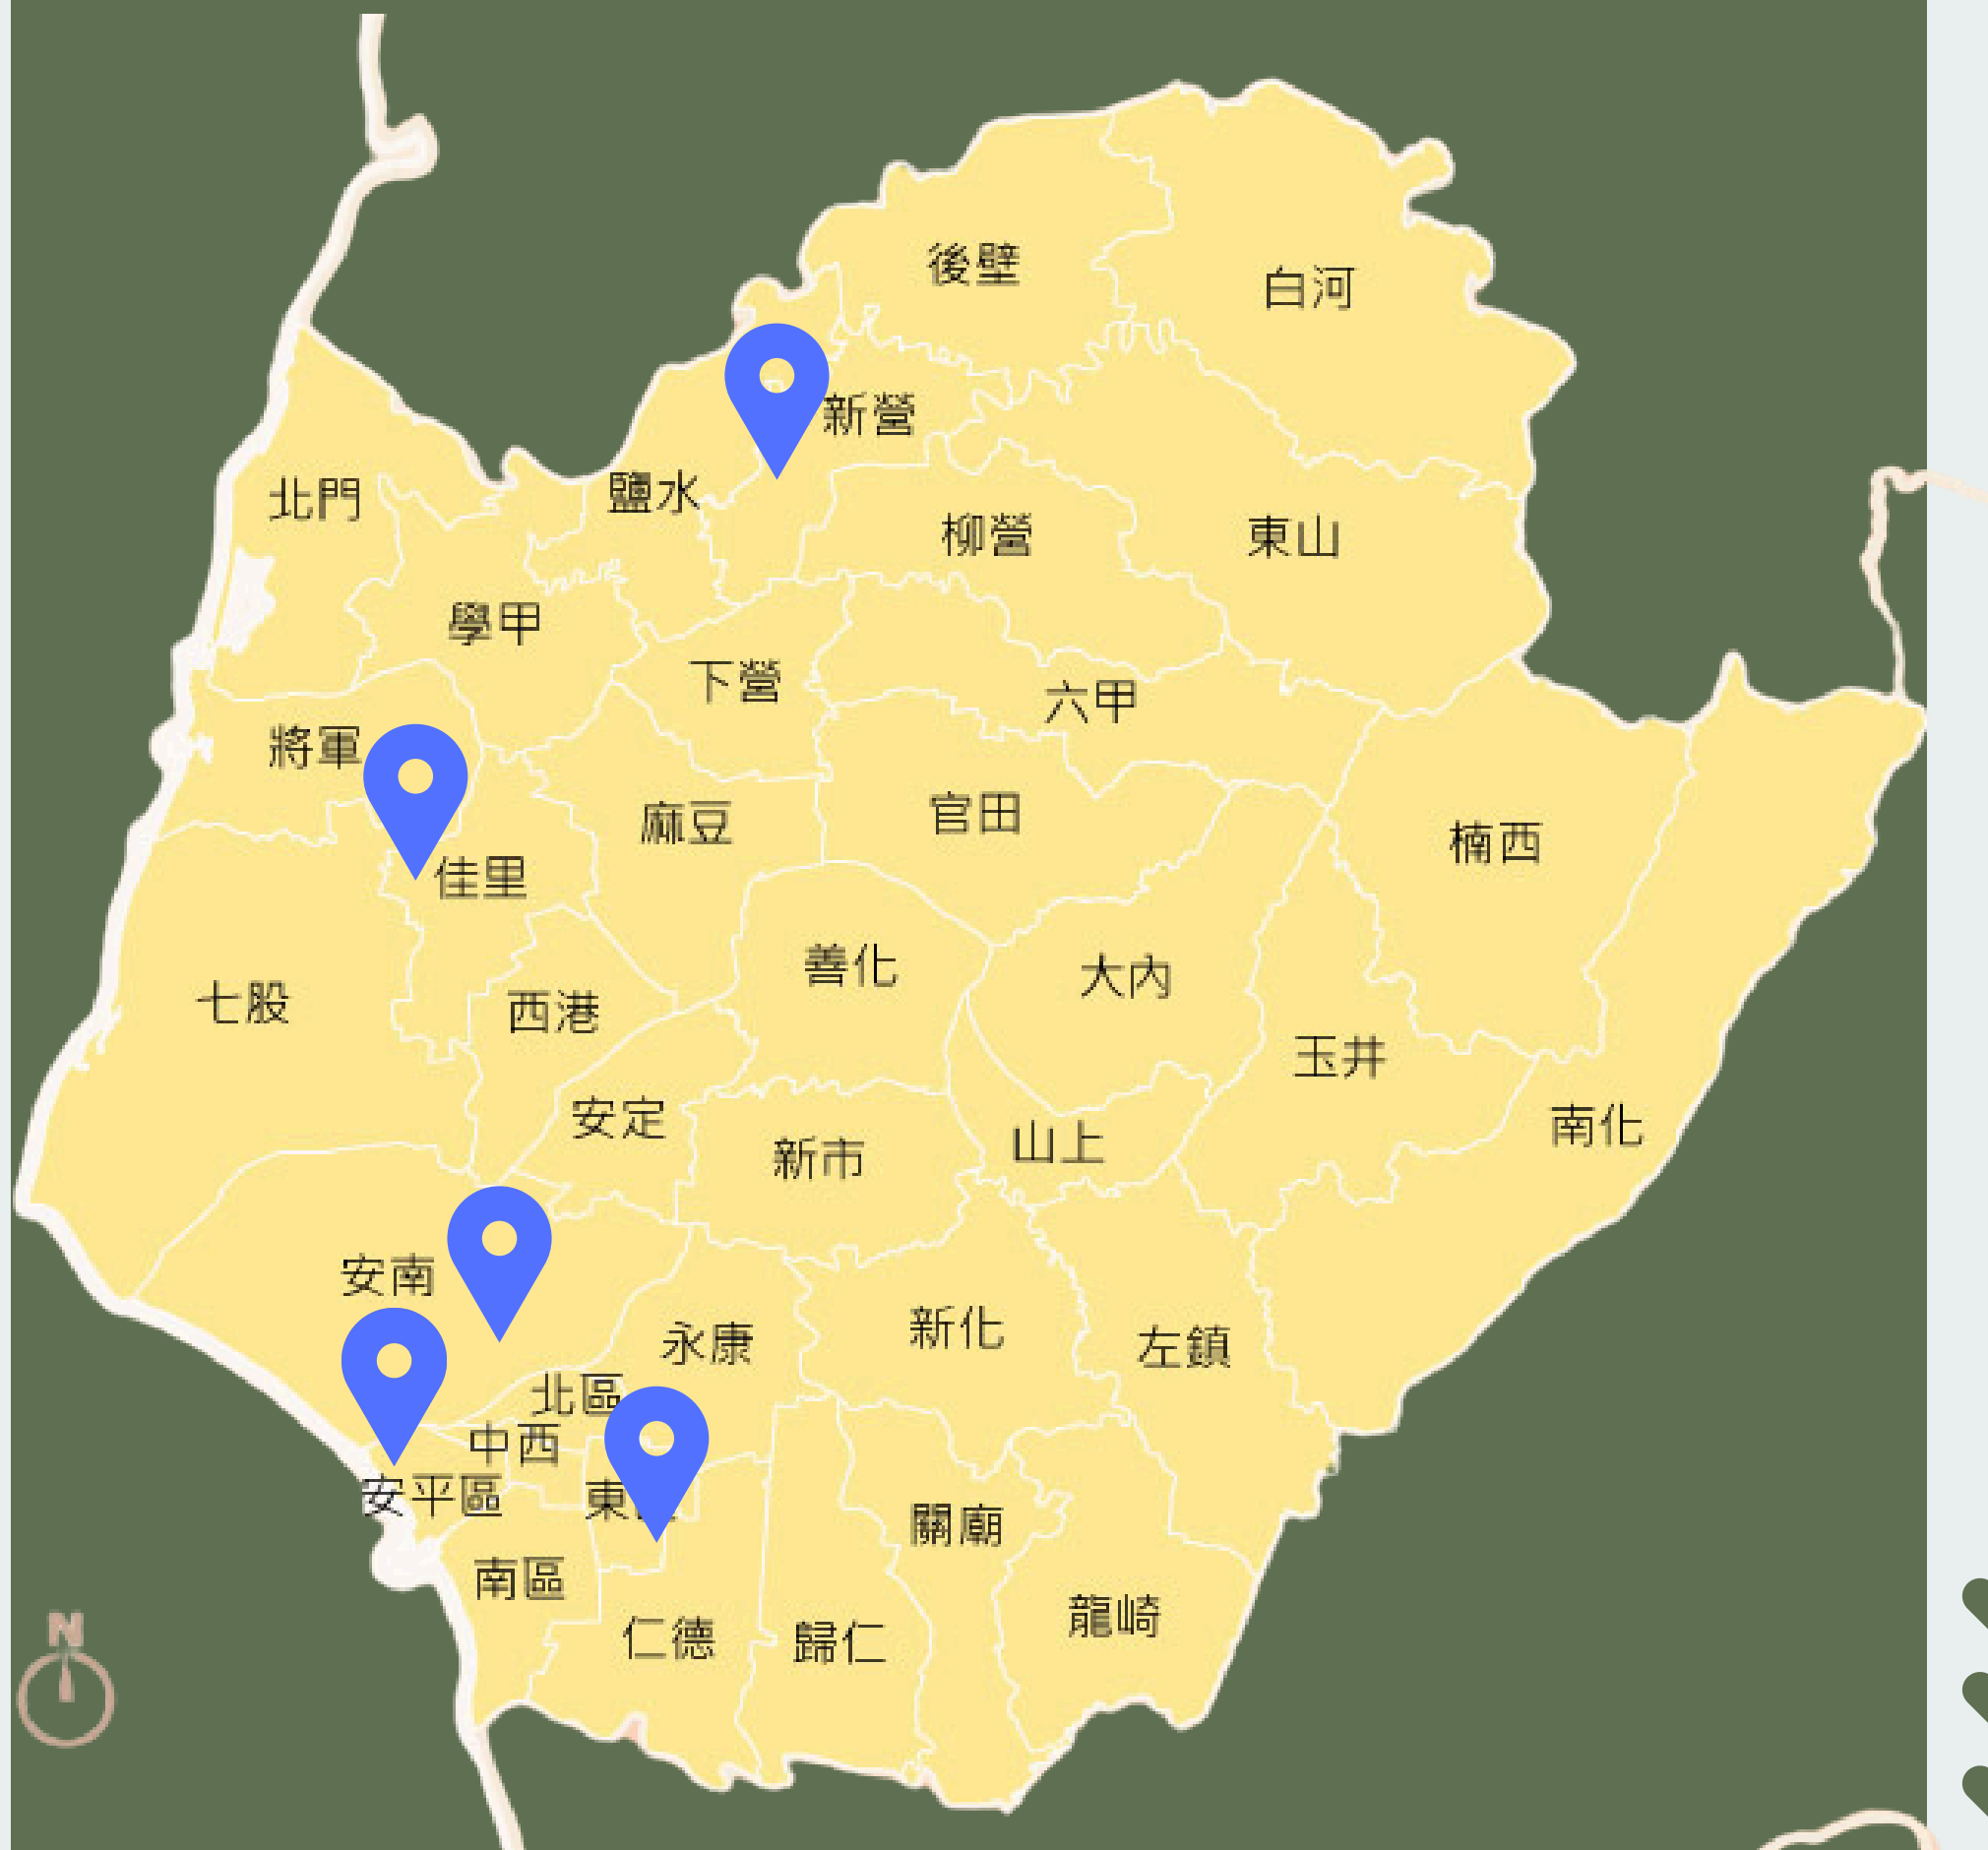 後壁
白河
新營
鹽水
北門
柳營
東山
學甲
下營
六甲
將軍
麻豆
官田
楠西
佳里
善化
大內
七股
西港
玉井
安定
南化
山上
新市
安南
新化
永康
左鎮
北區
中西
安平區
東
關廟
南區
龍崎
仁德
歸仁
N